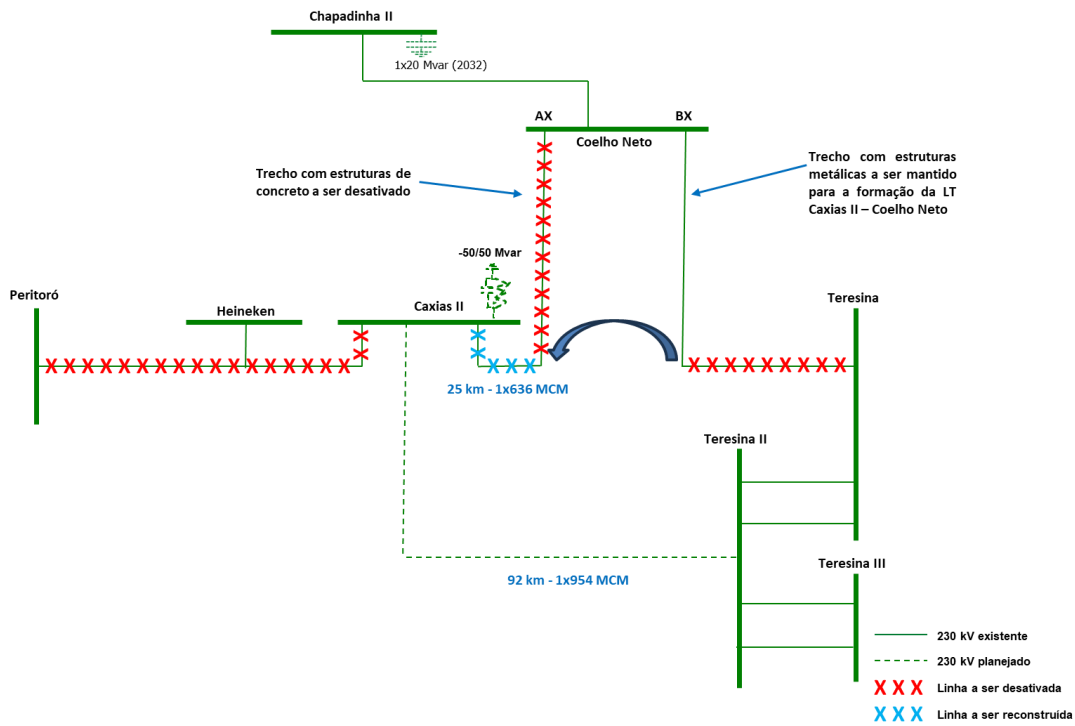 Chapadinha II
1x20 Mvar (2032)
AX
BX
Coelho Neto
Trecho com estruturas de
concreto a ser desativado
Trecho com estruturas
metálicas a ser mantido
para a formação da LT
Caxias II – Coelho Neto
-50/50 Mvar
Peritoró
Heineken
Caxias II
Teresina
25 km - 1x636 MCM
Teresina II
92 km - 1x954 MCM
Teresina III
230 kV existente
230 kV planejado
X X X Linha a ser desativada
X X X Linha a ser reconstruída